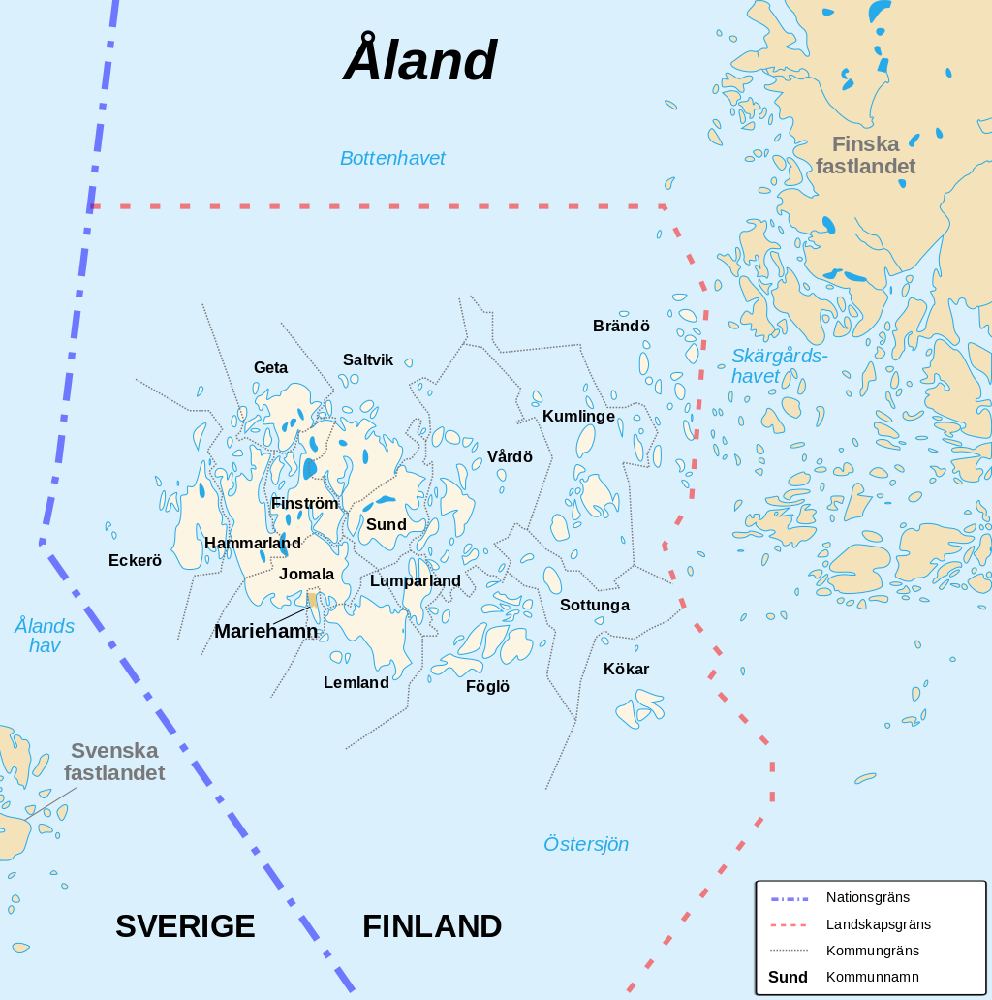 Åland
Bottenhavet
Finska
fastlandet
Brändö
Skärgårds-
havet
Saltvik
Geta
Kumlinge
Vårdö
Finström
Sund
Hammarland
Eckerö
Jomala
Lumparland
Sottunga
Ålands
hav
Mariehamn
Kökar
Lemland
Föglö
Svenska
fastlandet
Östersjön
SVERIGE
FINLAND
Nationsgräns
Landskapsgräns
Kommungräns
Sund Kommunnamn